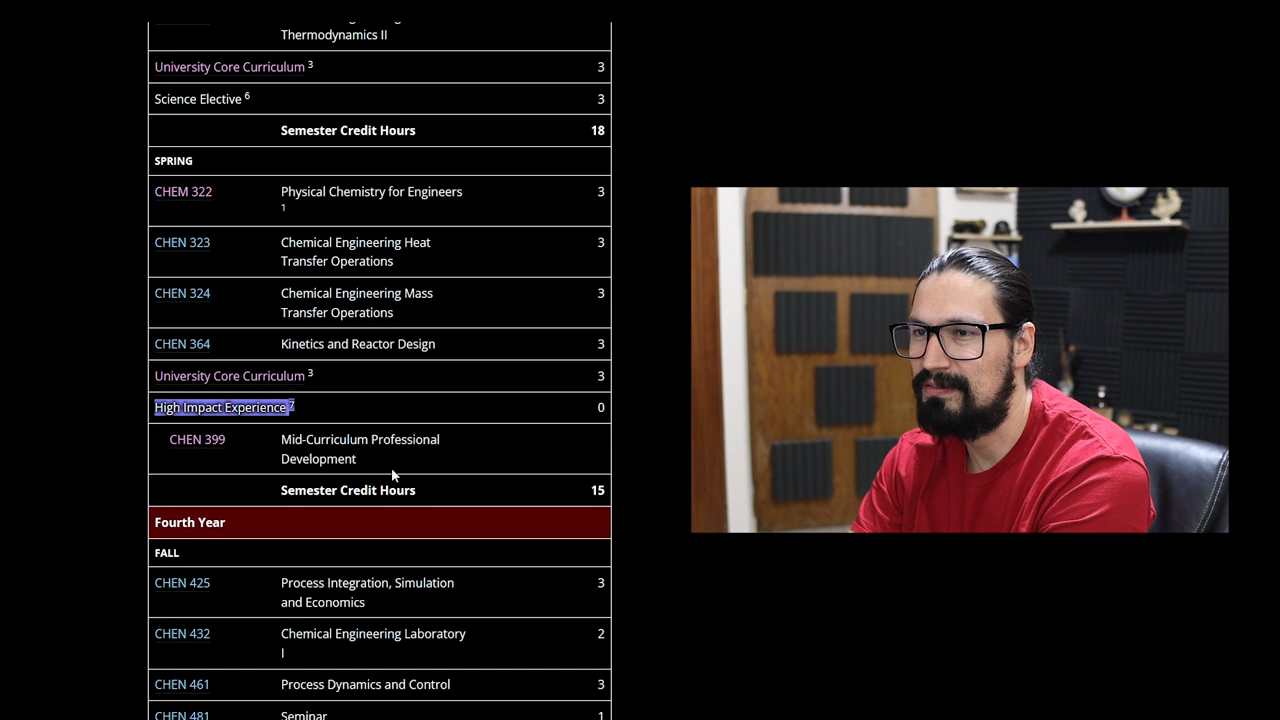 Thermodynamics II
University Core Curriculum 3 3
Science Elective 6 3
Semester Credit Hours 18
SPRING
CHEM 322 Physical Chemistry for Engineers 3
1
CHEN 323 Chemical Engineering Heat 3
Transfer Operations
CHEN 324 Chemical Engineering Mass 3
Transfer Operations
CHEN 364 Kinetics and Reactor Design 3
University Core Curriculum 3 3
High Impact Experience 7 0
CHEN 399 Mid-Curriculum Professional
Development
Semester Credit Hours 15
Fourth Year
FALL
CHEN 425 Process Integration, Simulation 3
and Economics
CHEN 432 Chemical Engineering Laboratory 2
I
CHEN 461 Process Dynamics and Control 3
CHEN 481 Seminar 1